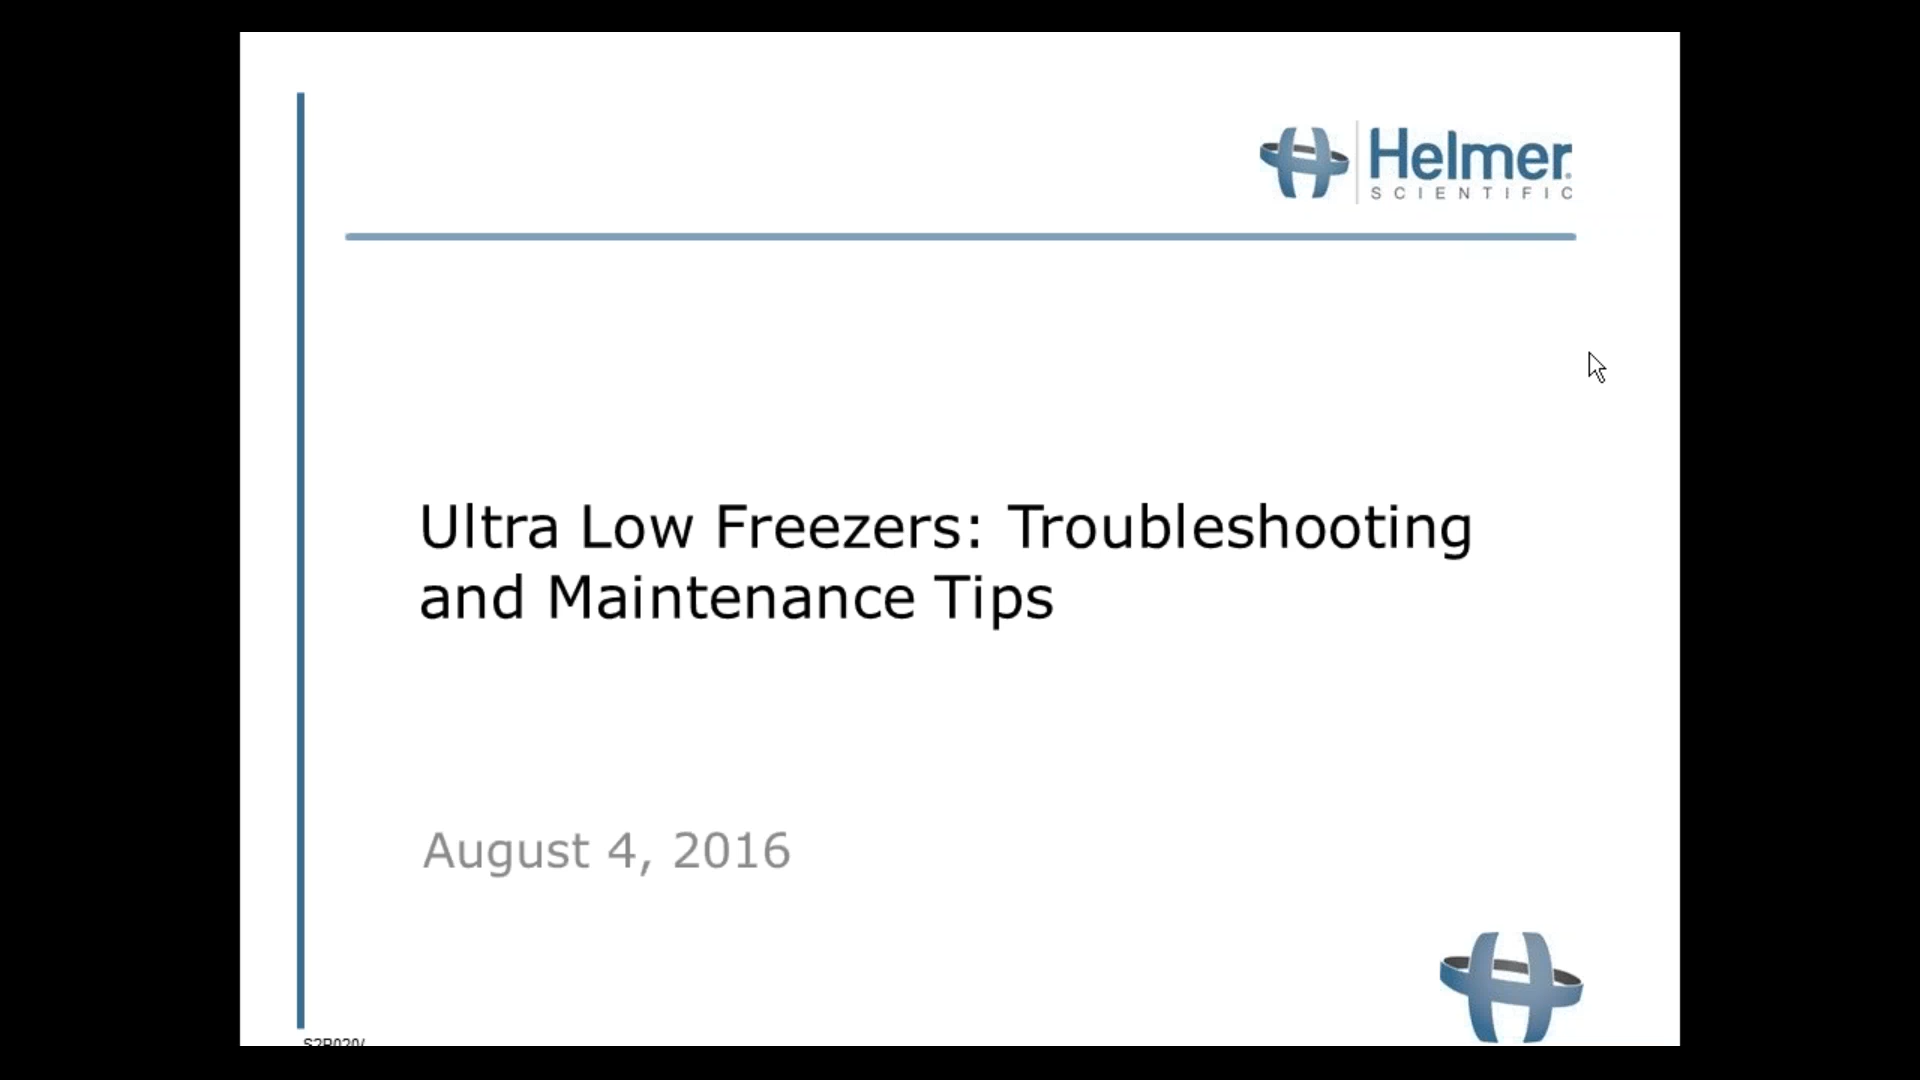 Helmer
SCIENTIFIC
Ultra Low Freezers: Troubleshooting
and Maintenance Tips
August 4, 2016